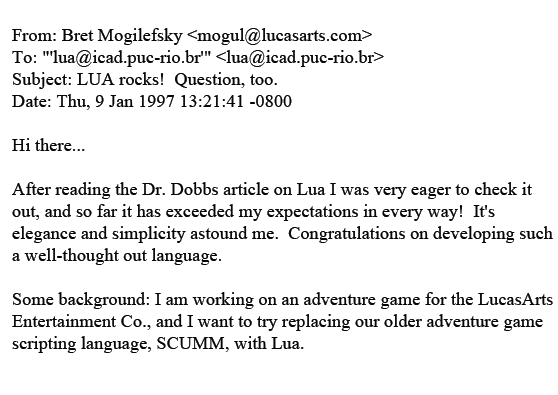 From: Bret Mogilefsky <mogul@lucasarts.com>
To: "'lua@icad.puc-rio.br'" <lua@icad.puc-rio.br>
Subject: LUA rocks!  Question, too.
Date: Thu, 9 Jan 1997 13:21:41 -0800
Hi there...
After reading the Dr. Dobbs article on Lua I was very eager to check it
out, and so far it has exceeded my expectations in every way!  It's
elegance and simplicity astound me.  Congratulations on developing such
a well-thought out language.
Some background: I am working on an adventure game for the LucasArts
Entertainment Co., and I want to try replacing our older adventure game
scripting language, SCUMM, with Lua.